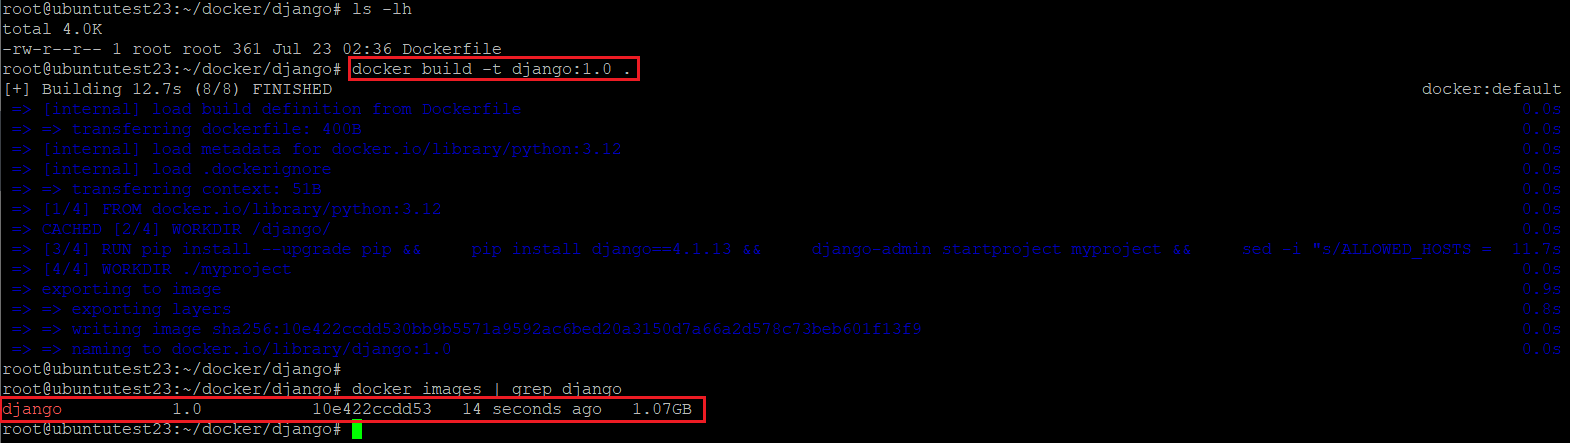 root@ubuntutest23:~/docker/django# ls -lh
total 4.0K
-rw-r--r-- 1 root root 361 Jul 23 02:36 Dockerfile
root@ubuntutest23:~/docker/django# docker build -t django:1.0 .
[+] Building 12.7s (8/8) FINISHED docker:default
=> [internal] load build definition from Dockerfile 0.0s
=> => transferring dockerfile: 400B 0.0s
=> [internal] load metadata for docker.io/library/python:3.12 0.0s
=> [internal] load .dockerignore 0.0s
=> => transferring context: 51B 0.0s
=> [1/4] FROM docker.io/library/python:3.12 0.0s
=> CACHED [2/4] WORKDIR /django/ 0.0s
=> [3/4] RUN pip install --upgrade pip && pip install django==4.1.13 && django-admin startproject myproject && sed -i "s/ALLOWED_HOSTS = 11.7s
=> [4/4] WORKDIR ./myproject 0.0s
=> exporting to image 0.9s
=> => exporting layers 0.8s
=> => writing image sha256:10e422ccdd530bb9b5571a9592ac6bed20a3150d7a66a2d578c73beb601f13f9 0.0s
=> => naming to docker.io/library/django:1.0 0.0s
root@ubuntutest23:~/docker/django#
root@ubuntutest23:~/docker/django# docker images | grep django
django 1.0 10e422ccdd53 14 seconds ago 1.07GB
root@ubuntutest23:~/docker/django#